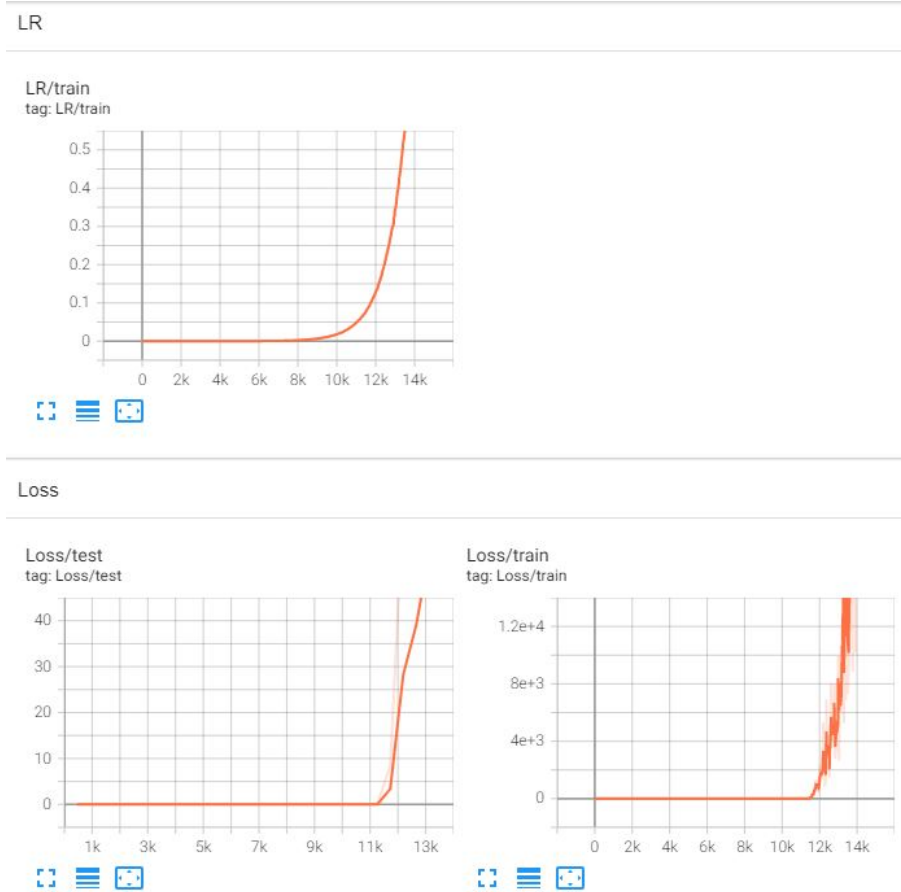 LR
LR/train
tag: LR/train
0.5
0.4
0.3
0.2
0.1
0
0 2k 4k 6k 8k 10k 12k 14k
Loss
Loss/test
tag: Loss/test
40
30
20
10
0
1k 3k 5k 7k 9k 11k 13k
Loss/train
tag: Loss/train
1.2e+4
8e+3
4e+3
0
0 2k 4k 6k 8k 10k 12k 14k